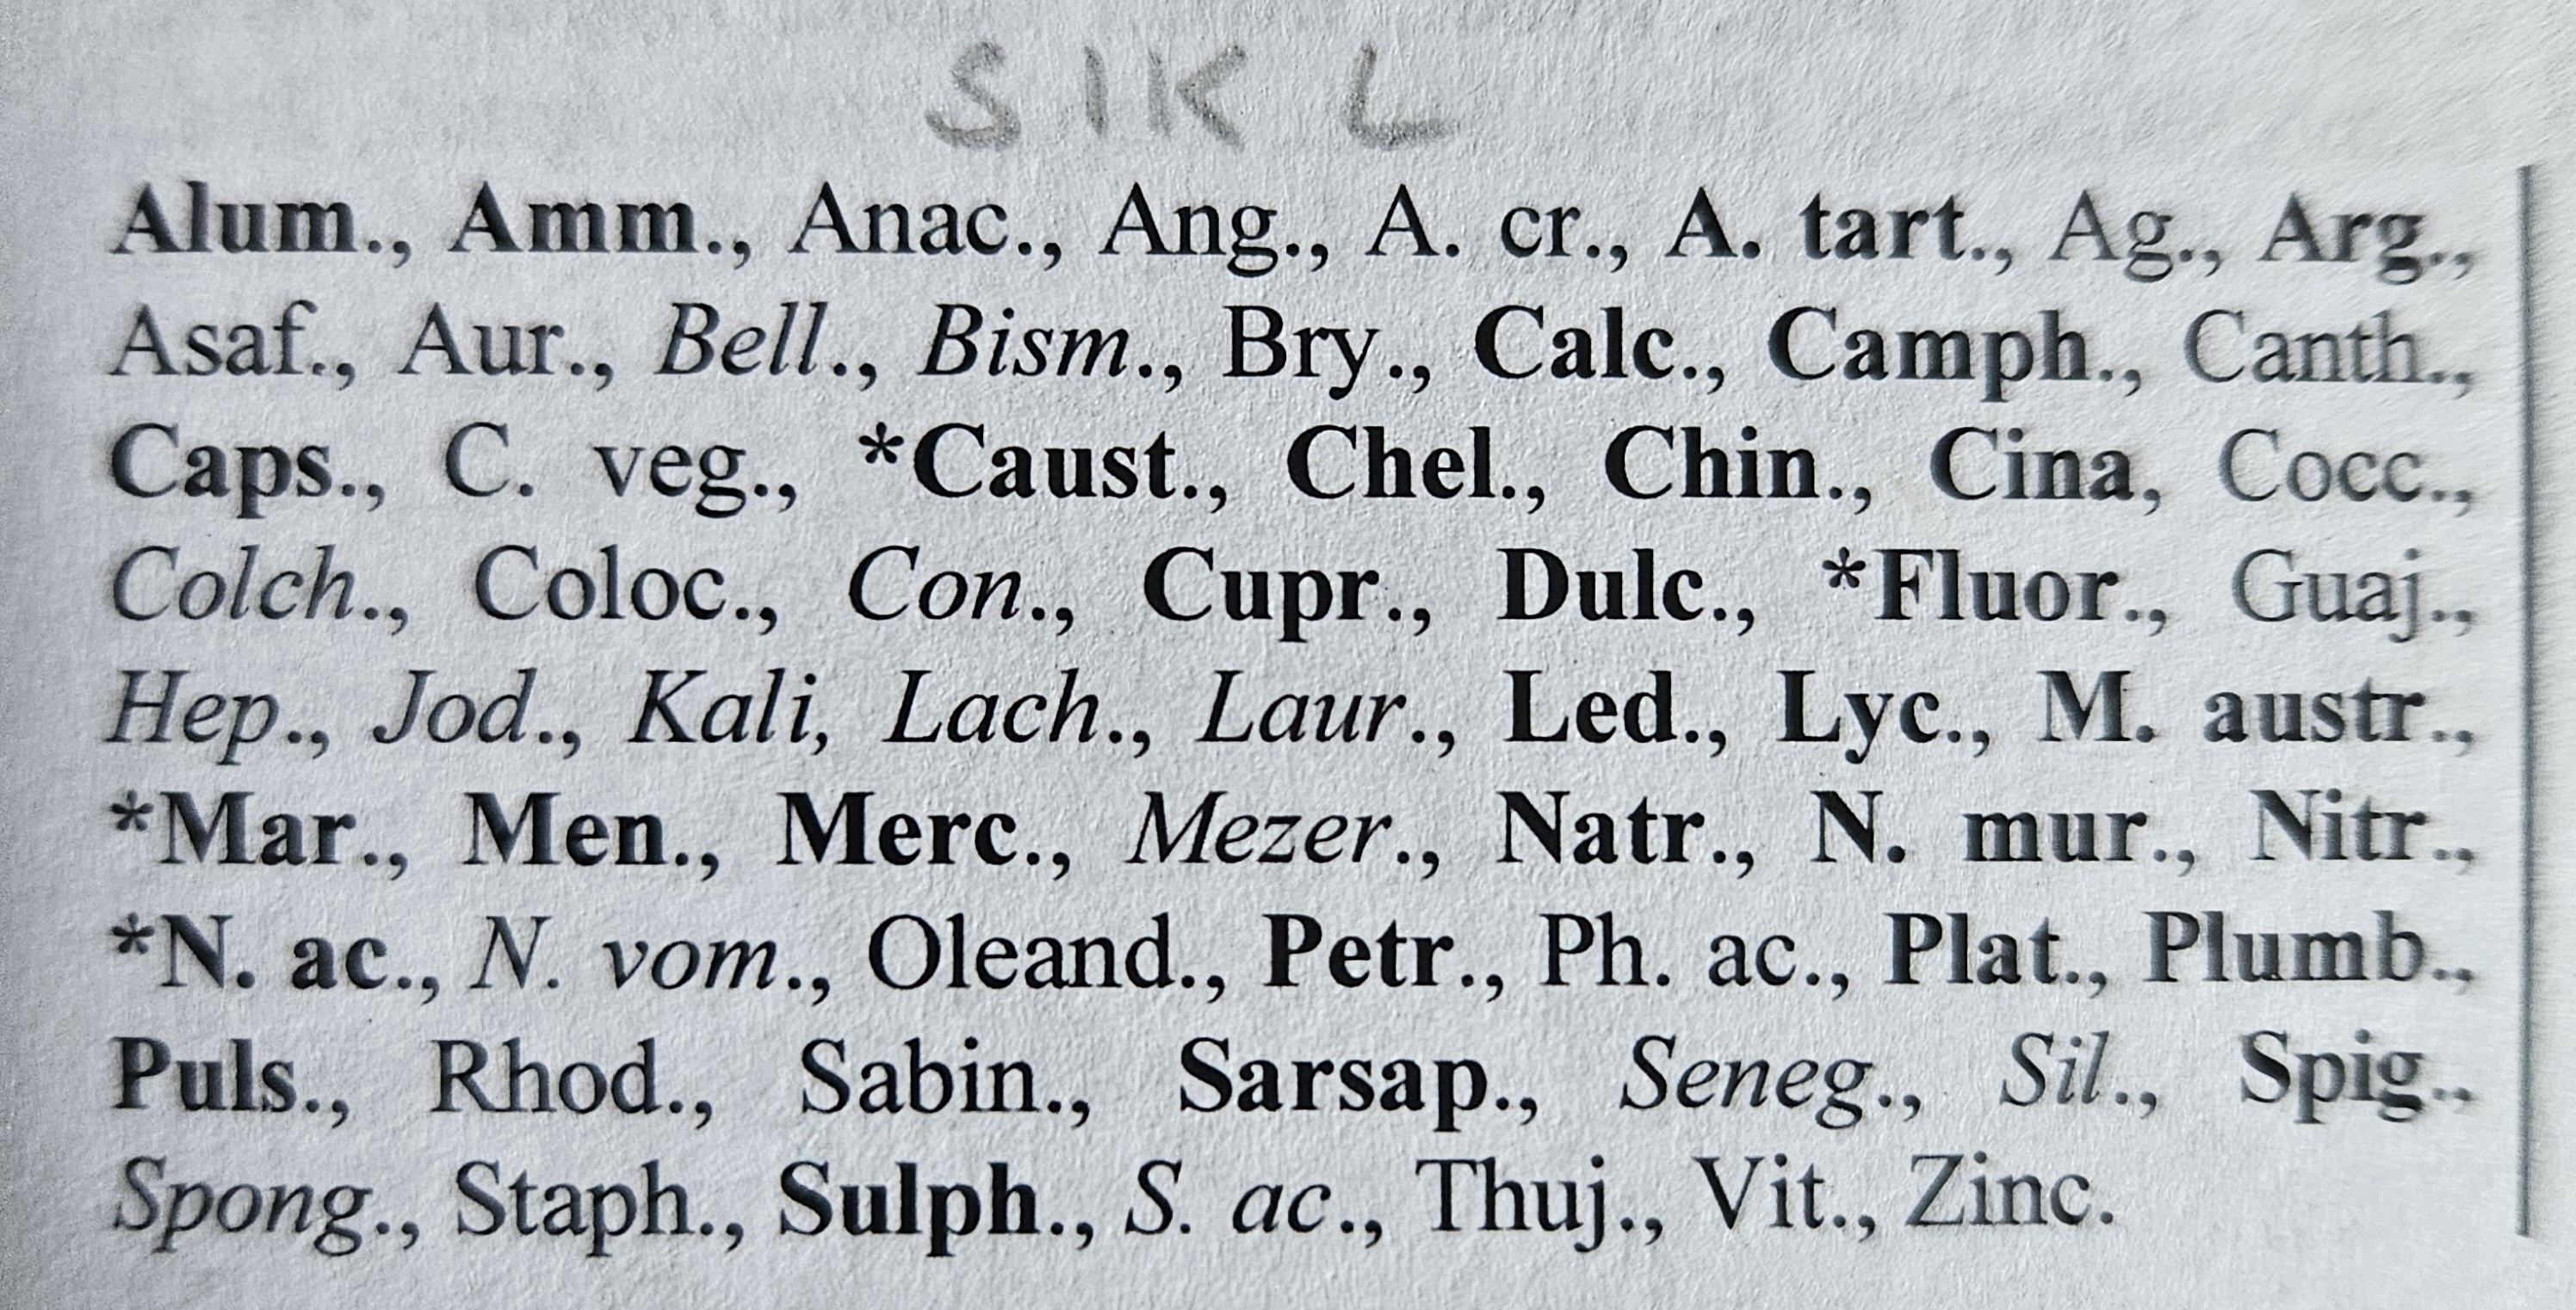 SIKL
Alum., Amm., Anac., Ang., A. cr., A. tart., Ag., Arg.,
Asaf., Aur., Bell., Bism., Bry., Calc., Camph., Canth.,
Caps., C. veg., *Caust., Chel., Chin., Cina, Cocc.,
Colch., Coloc., Con., Cupr., Dulc., *Fluor., Guaj.,
Hep., Jod., Kali, Lach., Laur., Led., Lyc., M. austr.,
*Mar., Men., Merc., Mezer., Natr., N. mur., Nitr.,
*N. ac., N. vom., Oleand., Petr., Ph. ac., Plat., Plumb.,
Puls., Rhod., Sabin., Sarsap., Seneg., Sil., Spig.,
Spong., Staph., Sulph., S. ac., Thuj., Vit., Zinc.